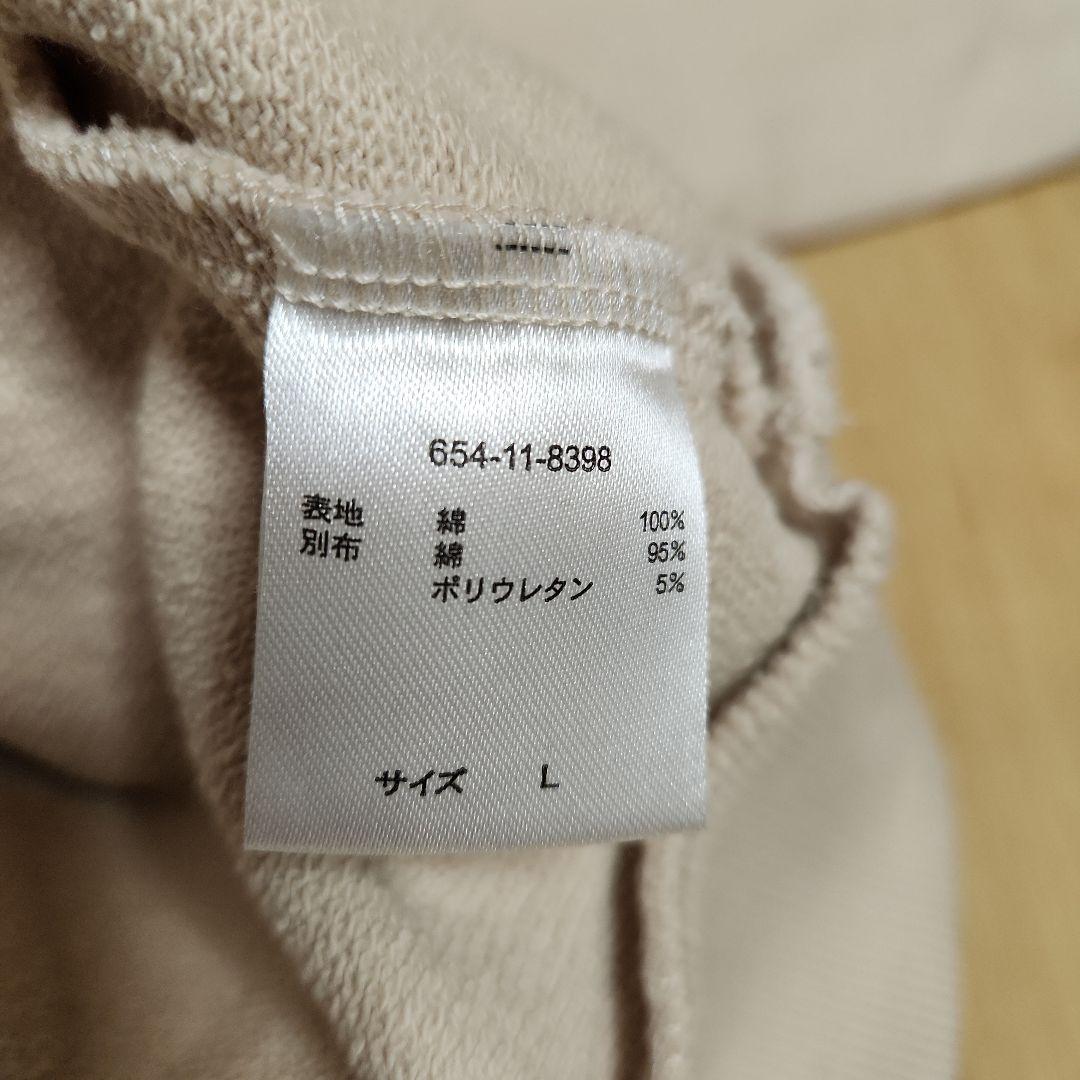 654-11-8398
表地 綿 100%
別布 綿 95%
ポリウレタン 5%
サイズ L